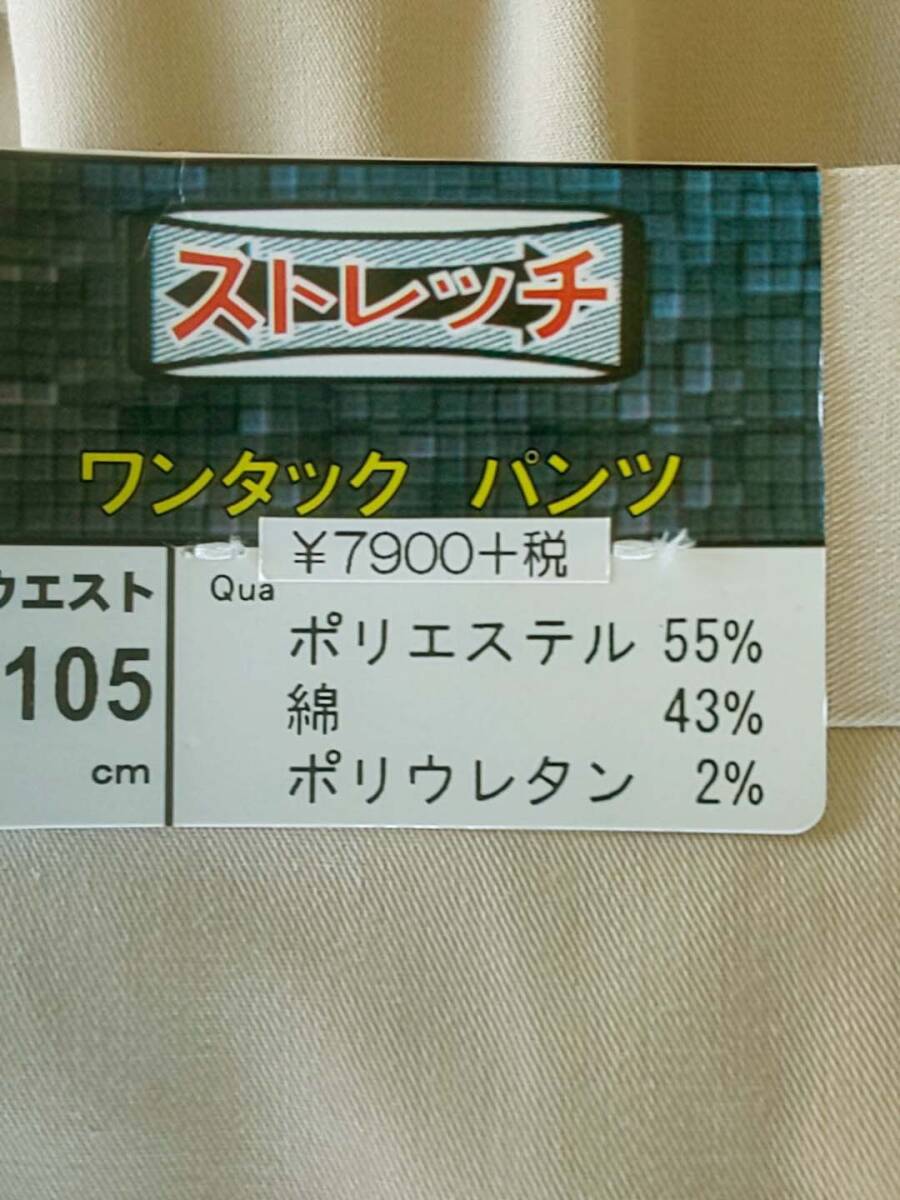 ストレッチ
ワンタック パンツ
¥7900+税
ウエスト
105
cm
Qua
ポリエステル 55%
綿 43%
ポリウレタン 2%